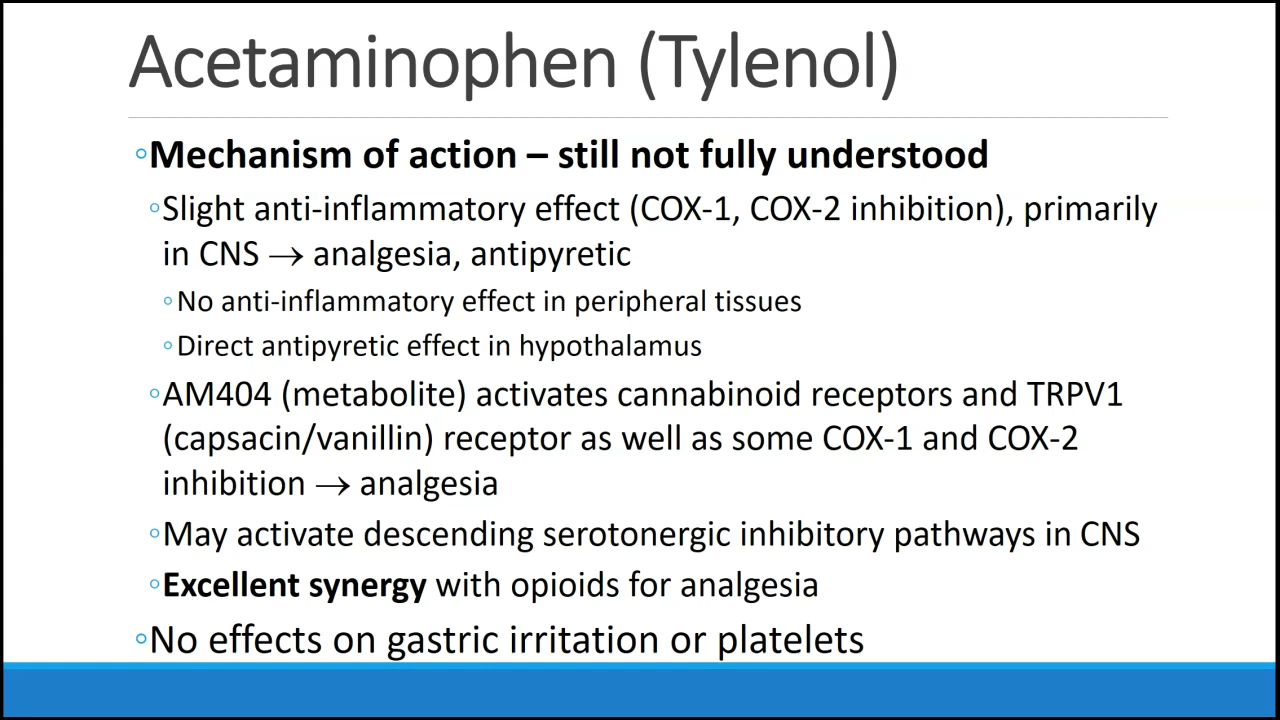 Acetaminophen (Tylenol)
◦Mechanism of action – still not fully understood
◦Slight anti-inflammatory effect (COX-1, COX-2 inhibition), primarily
in CNS → analgesia, antipyretic
◦No anti-inflammatory effect in peripheral tissues
◦Direct antipyretic effect in hypothalamus
◦AM404 (metabolite) activates cannabinoid receptors and TRPV1
(capsacin/vanillin) receptor as well as some COX-1 and COX-2
inhibition → analgesia
◦May activate descending serotonergic inhibitory pathways in CNS
◦Excellent synergy with opioids for analgesia
◦No effects on gastric irritation or platelets